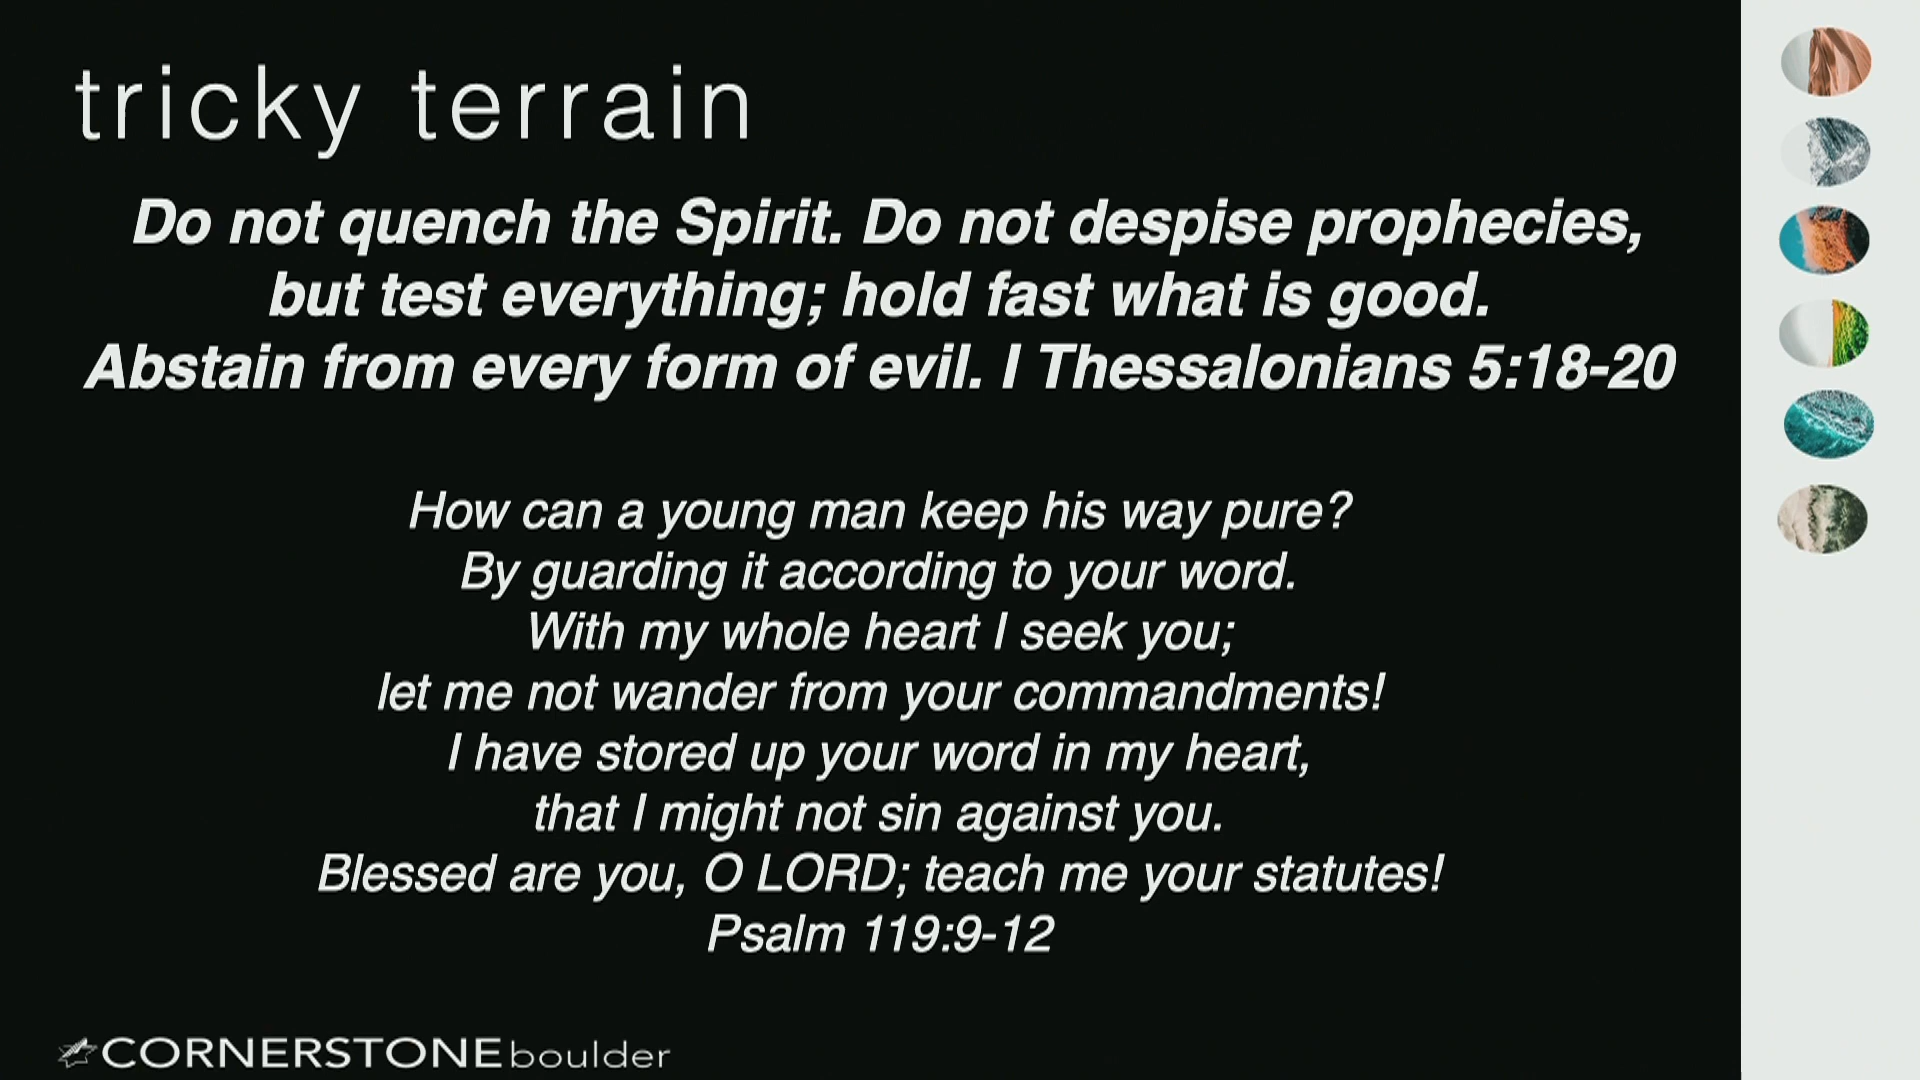 tricky terrain
Do not quench the Spirit. Do not despise prophecies,
but test everything; hold fast what is good.
Abstain from every form of evil. I Thessalonians 5:18-20
How can a young man keep his way pure?
By guarding it according to your word.
With my whole heart I seek you;
let me not wander from your commandments!
I have stored up your word in my heart,
that I might not sin against you.
Blessed are you, O LORD; teach me your statutes!
Psalm 119:9-12
CORNERSTONE boulder